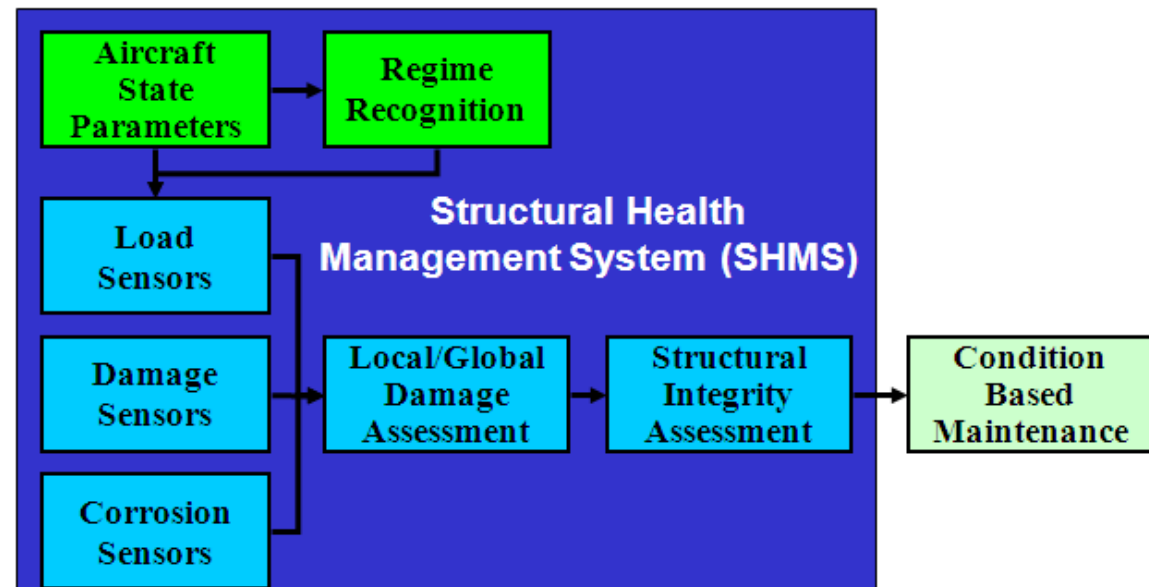 Aircraft
State
Parameters
Regime
Recognition
Structural Health
Management System (SHMS)
Load
Sensors
Damage
Sensors
Local/Global
Damage
Assessment
Structural
Integrity
Assessment
Condition
Based
Maintenance
Corrosion
Sensors